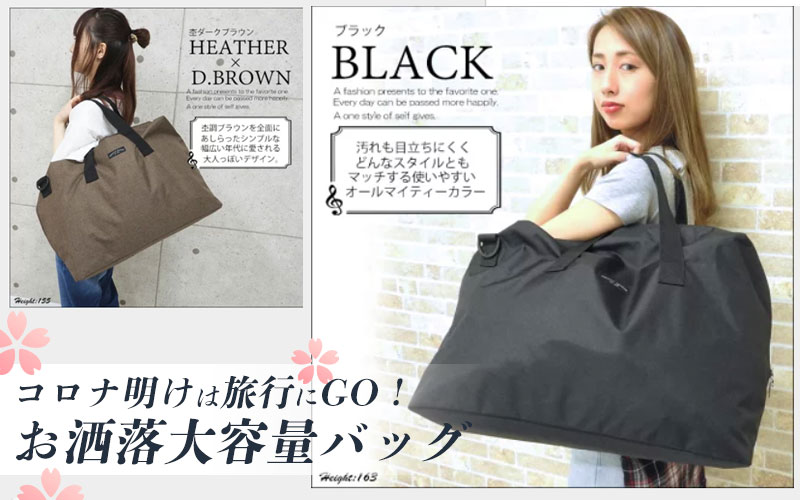 杢ダークブラウン
HEATHER
×
D.BROWN
A fashion presents to the favorite one.
Every day can be passed more happily.
A one style of self gives.
杢調ブラウンを全面に
あしらったシンプルな
幅広い年代に愛される
大人っぽいデザイン。
Height:155
ブラック
BLACK
A fashion presents to the favorite one.
Every day can be passed more happily.
A one style of self gives.
汚れも目立ちにくく
どんなスタイルとも
マッチする使いやすい
オールマイティーカラー
Height:163
コロナ明けは旅行にGO!
お洒落大容量バッグ